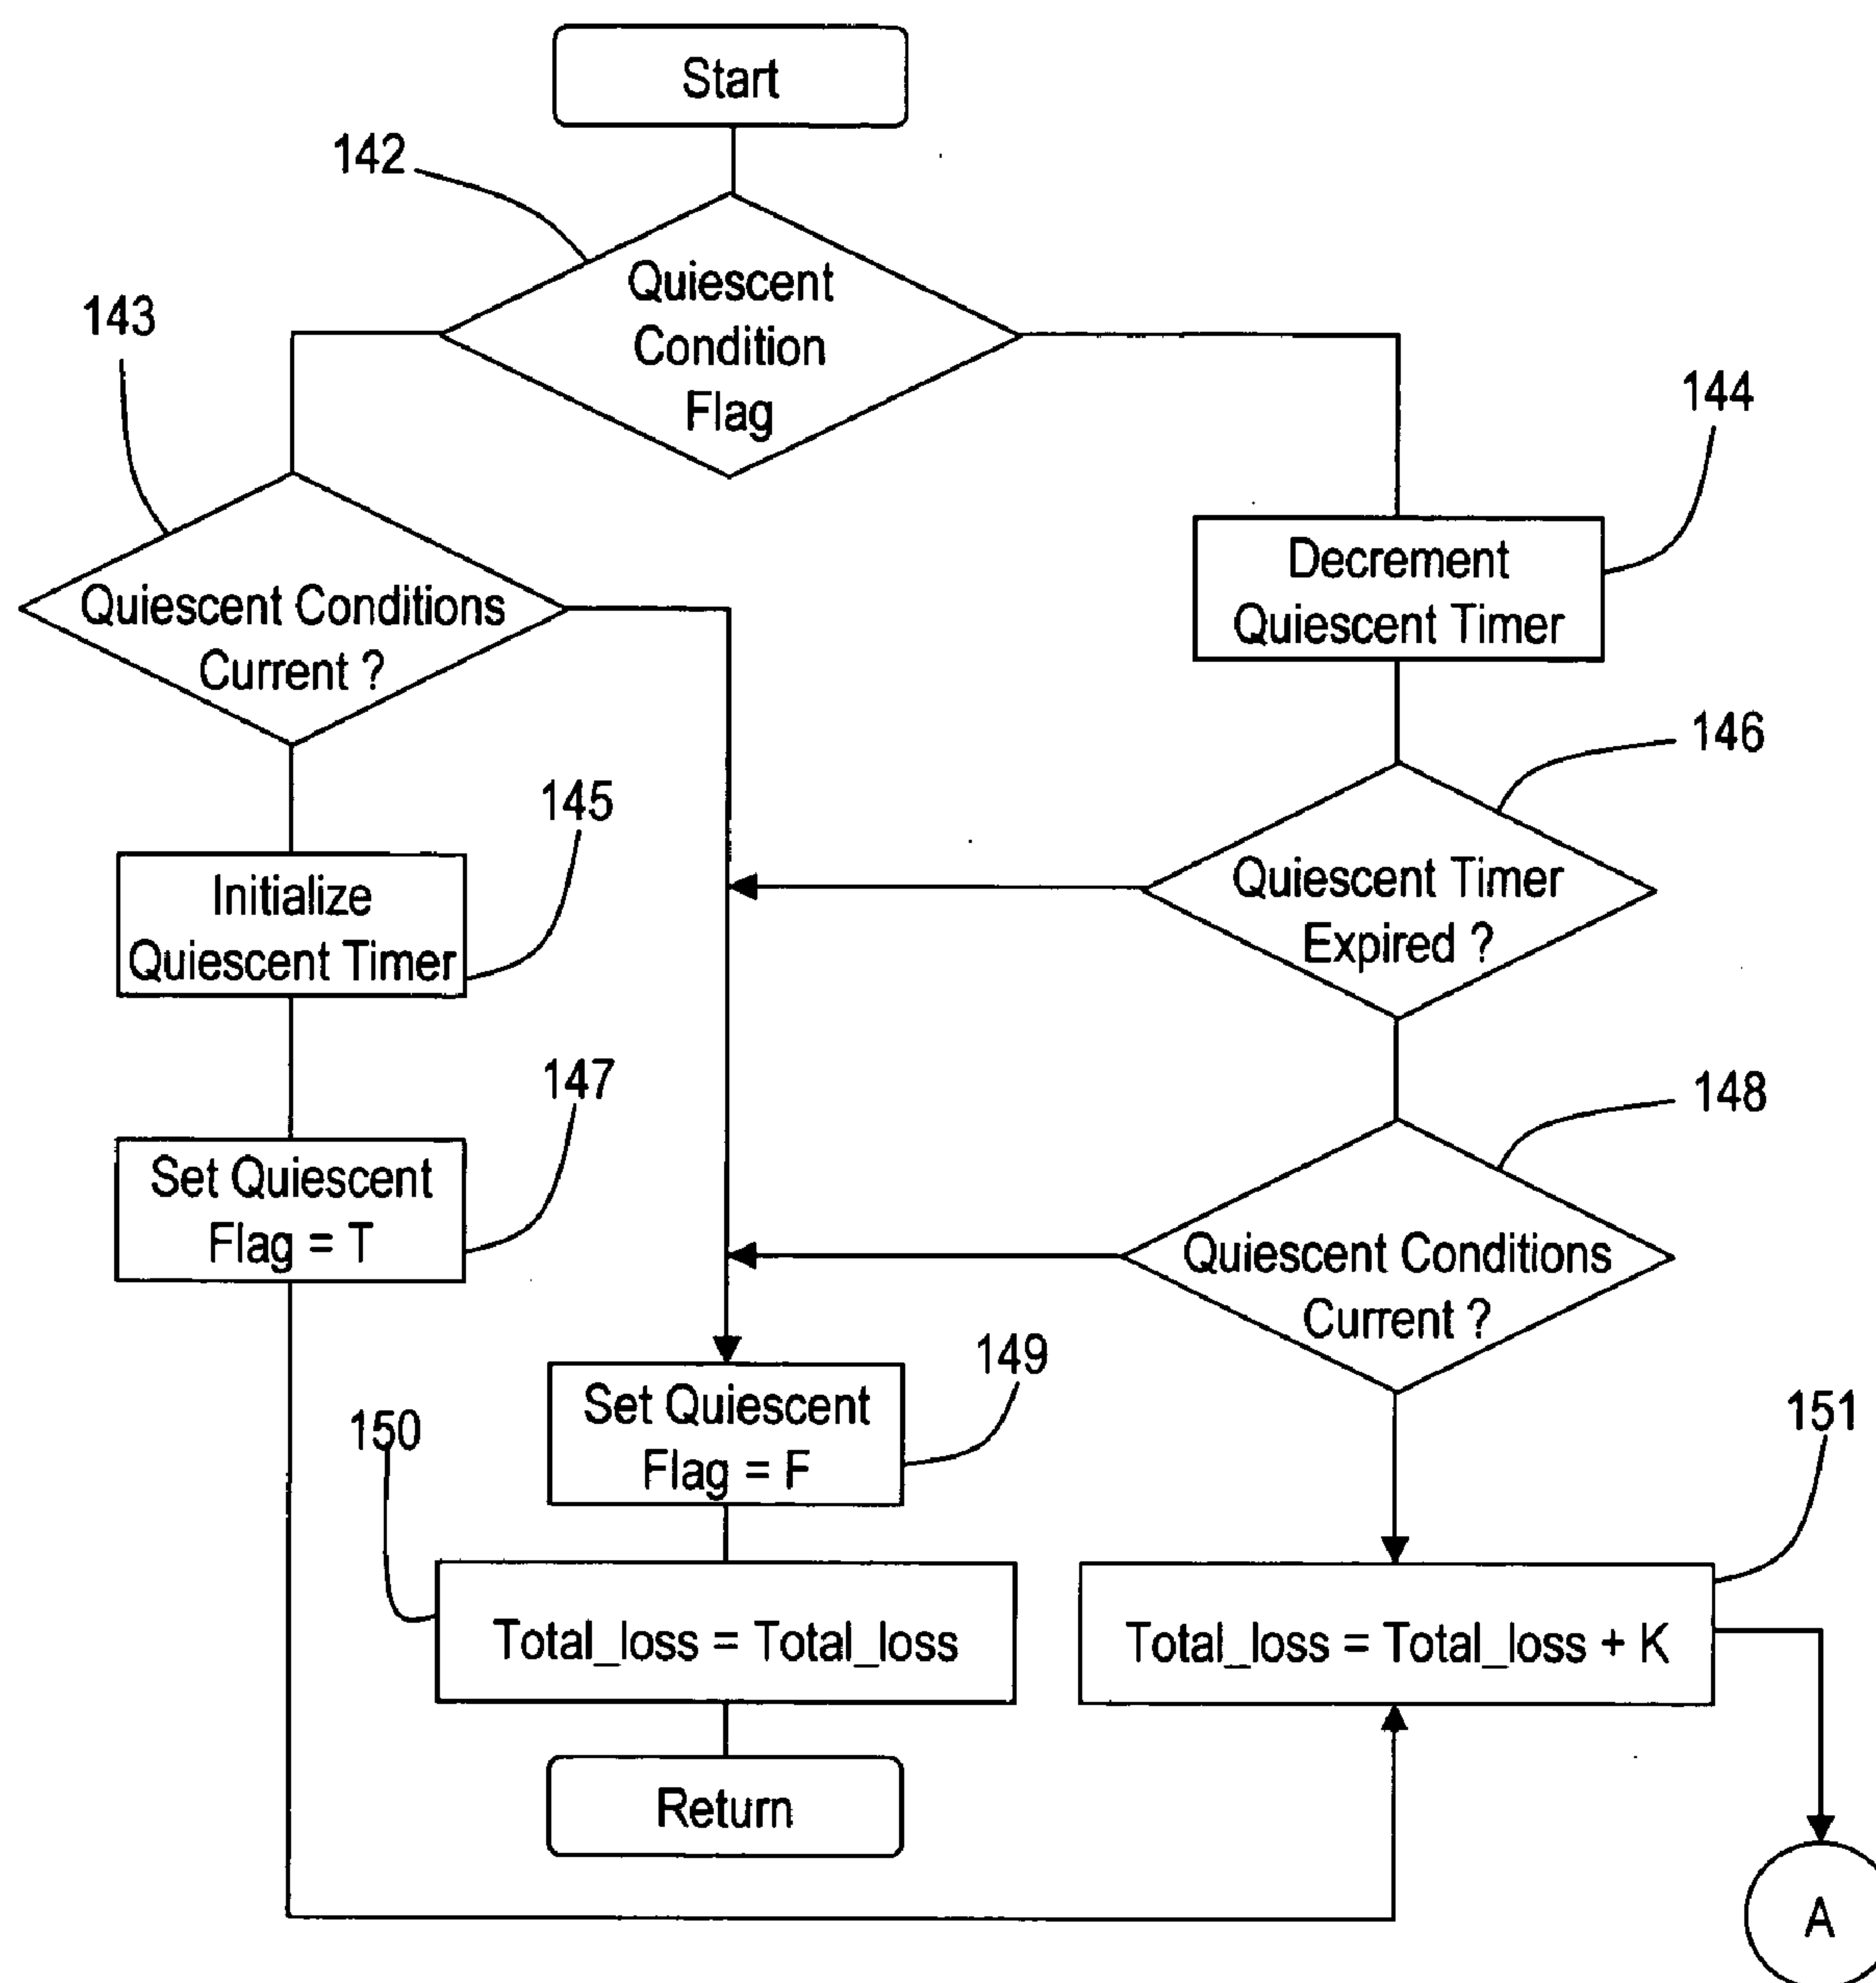 Start
142
Quiescent
Condition
Flag
143
144
Quiescent Conditions
Current ?
Decrement
Quiescent Timer
146
145
Initialize
Quiescent Timer
Quiescent Timer
Expired ?
147
148
Set Quiescent
Flag = T
Quiescent Conditions
Current ?
149
Set Quiescent
Flag = F
150
151
Total_loss = Total_loss
Total_loss = Total_loss + K
Return
A